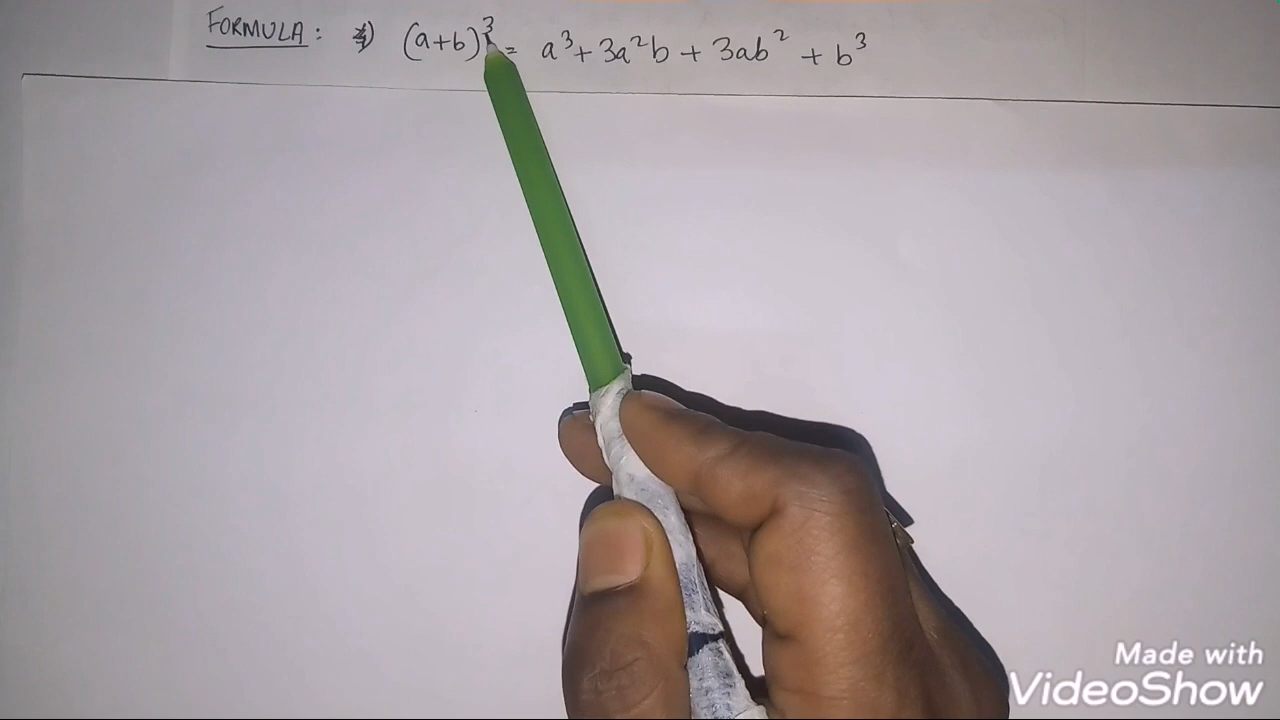 FORMULA: (a+b)³ = a³ + 3a²b + 3ab² + b³
Made with
VideoShow